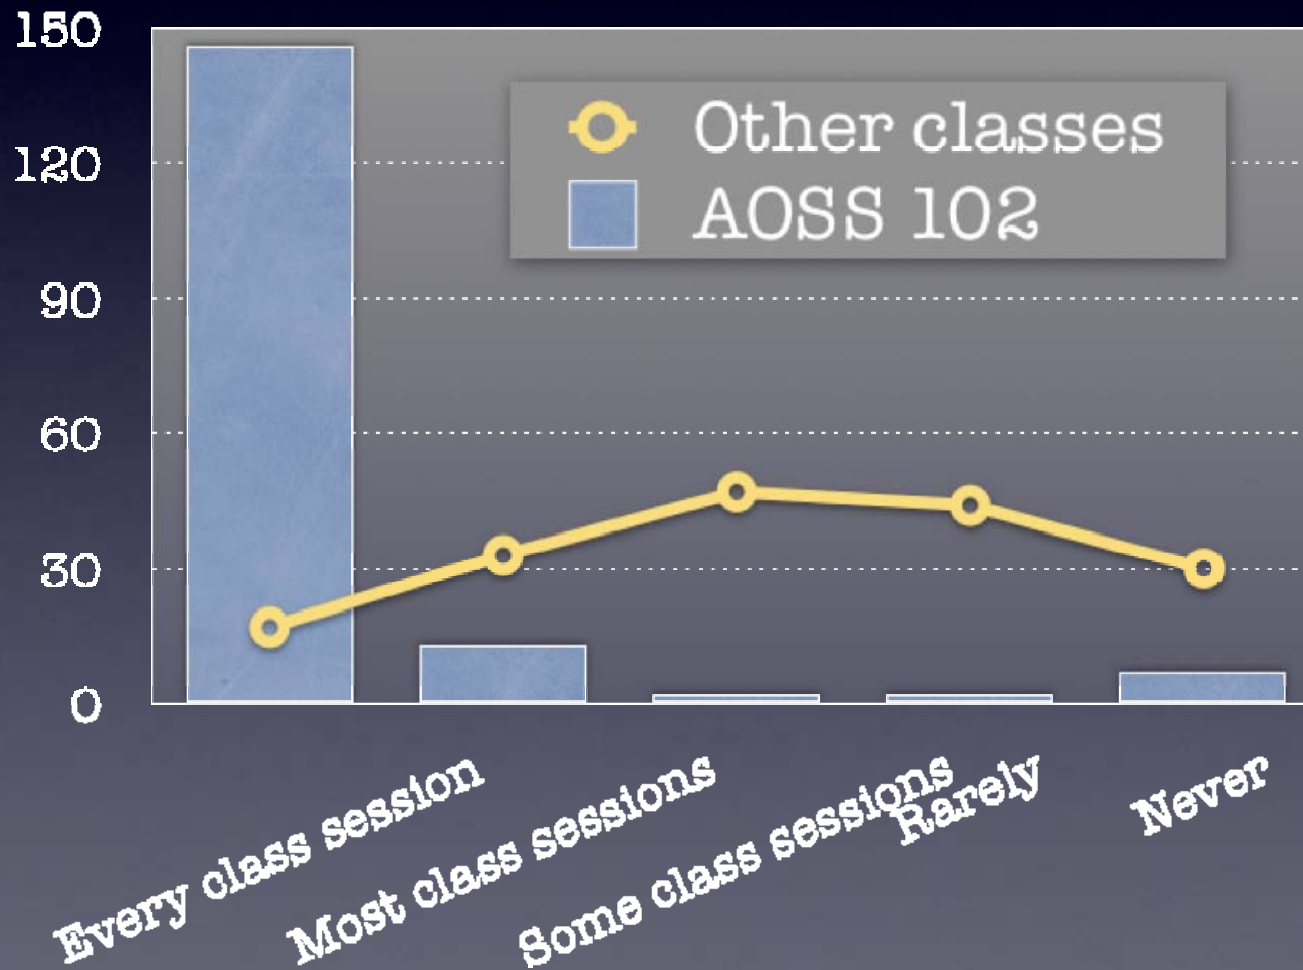 150
120
90
60
30
0
Other classes
AOSS 102
Every class session
Most class sessions
Some class sessions
Rarely
Never